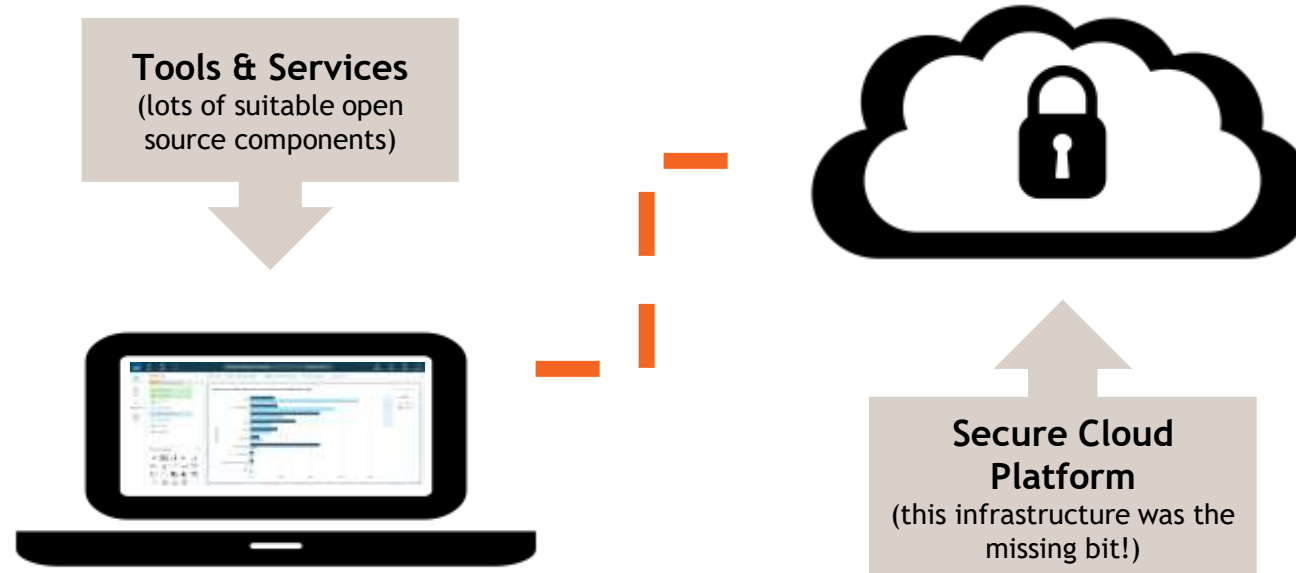 Tools & Services
(lots of suitable open
source components)
Secure Cloud
Platform
(this infrastructure was the
missing bit!)